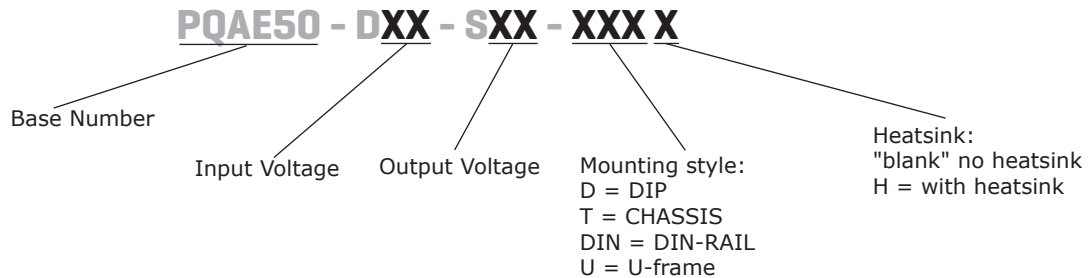 PQAE50 - DXX - SXX - XXX X
Base Number
Input Voltage
Output Voltage
Mounting style:
D = DIP
T = CHASSIS
DIN = DIN-RAIL
U = U-frame
Heatsink:
"blank" no heatsink
H = with heatsink